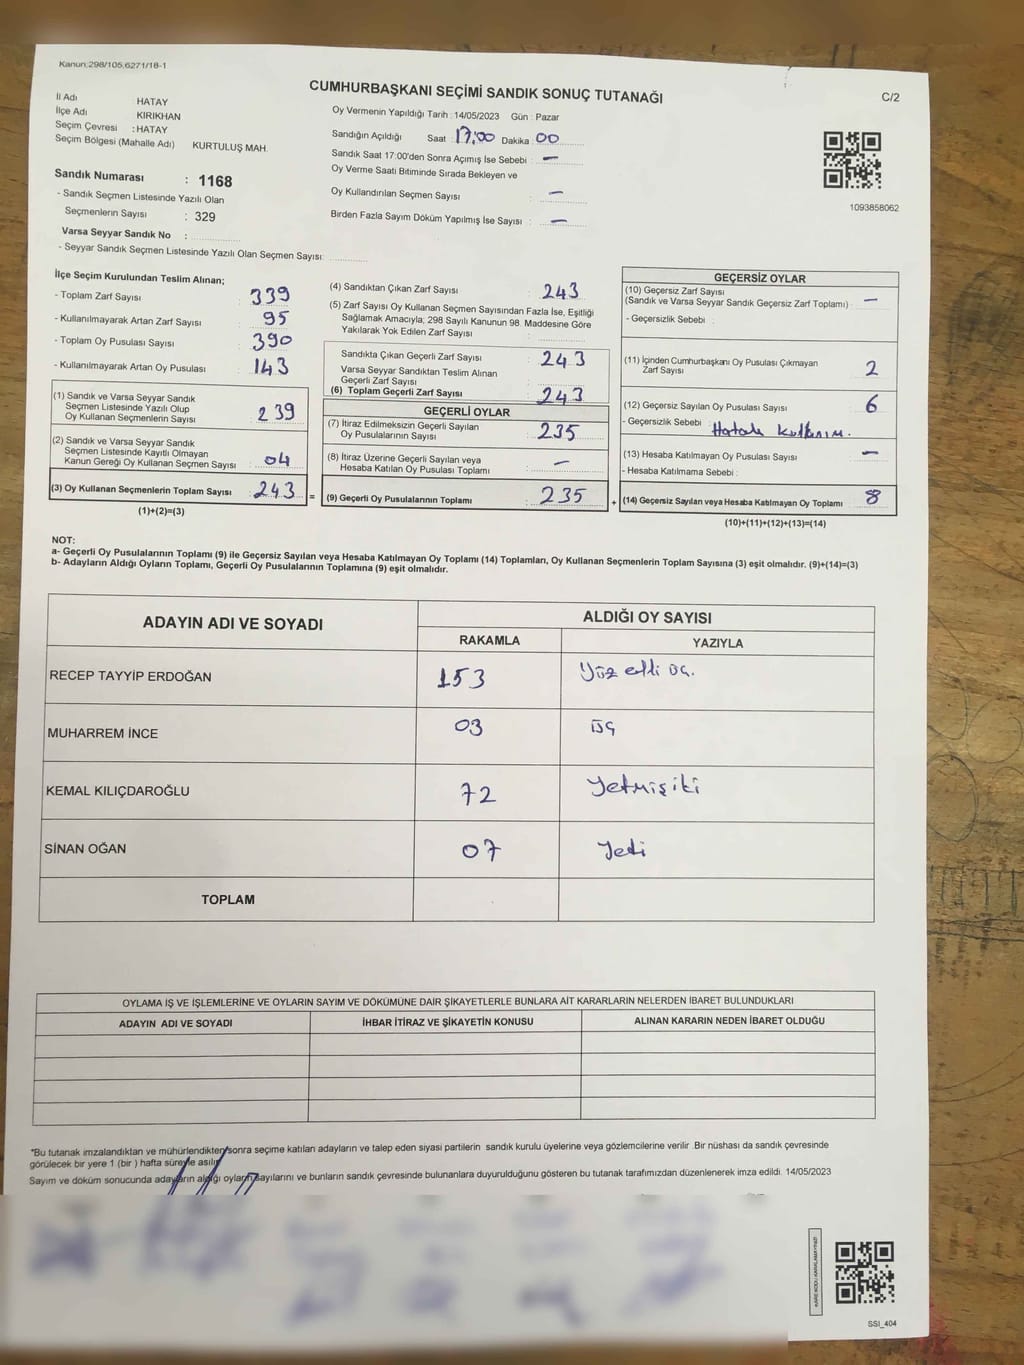 Kanun:298/105,6271/18-1
CUMHURBAŞKANI SEÇİMİ SANDIK SONUÇ TUTANAĞI
C/2
İl Adı : HATAY
İlçe Adı KIRIKHAN
Seçim Çevresi : HATAY
Seçim Bölgesi (Mahalle Adı) KURTULUŞ MAH.
Sandık Numarası : 1168
- Sandık Seçmen Listesinde Yazılı Olan
Seçmenlerin Sayısı : 329
Varsa Seyyar Sandık No :
- Seyyar Sandık Seçmen Listesinde Yazılı Olan Seçmen Sayısı:
Oy Vermenin Yapıldığı Tarih : 14/05/2023 Gün : Pazar
Sandığın Açıldığı Saat : 17,00 Dakika : 00
Sandık Saat 17:00'den Sonra Açımış İse Sebebi : —
Oy Verme Saati Bitiminde Sırada Bekleyen ve
Oy Kullandırılan Seçmen Sayısı : —
Birden Fazla Sayım Döküm Yapılmış İse Sayısı : —
1093858062
İlçe Seçim Kurulundan Teslim Alınan;
- Toplam Zarf Sayısı : 339
- Kullanılmayarak Artan Zarf Sayısı : 95
- Toplam Oy Pusulası Sayısı : 390
- Kullanılmayarak Artan Oy Pusulası : 143
(1) Sandık ve Varsa Seyyar Sandık
Seçmen Listesinde Yazılı Olup
Oy Kullanan Seçmenlerin Sayısı : 239
(2) Sandık ve Varsa Seyyar Sandık
Seçmen Listesinde Kayıtlı Olmayan
Kanun Gereği Oy Kullanan Seçmen Sayısı : 04
(3) Oy Kullanan Seçmenlerin Toplam Sayısı : 243 =
(1)+(2)=(3)
(4) Sandıktan Çıkan Zarf Sayısı : 243
(5) Zarf Sayısı Oy Kullanan Seçmen Sayısından Fazla İse, Eşitliği
Sağlamak Amacıyla; 298 Sayılı Kanunun 98. Maddesine Göre
Yakılarak Yok Edilen Zarf Sayısı :
Sandıkta Çıkan Geçerli Zarf Sayısı : 243
Varsa Seyyar Sandıktan Teslim Alınan
Geçerli Zarf Sayısı :
(6) Toplam Geçerli Zarf Sayısı : 243
GEÇERLİ OYLAR
(7) İtiraz Edilmeksizin Geçerli Sayılan
Oy Pusulalarının Sayısı : 235
(8) İtiraz Üzerine Geçerli Sayılan veya
Hesaba Katılan Oy Pusulası Toplamı : —
(9) Geçerli Oy Pusulalarının Toplamı : 235 +
GEÇERSİZ OYLAR
(10) Geçersiz Zarf Sayısı
(Sandık ve Varsa Seyyar Sandık Geçersiz Zarf Toplamı) : —
- Geçersizlik Sebebi :
(11) İçinden Cumhurbaşkanı Oy Pusulası Çıkmayan
Zarf Sayısı : 2
(12) Geçersiz Sayılan Oy Pusulası Sayısı : 6
- Geçersizlik Sebebi : Hatalı Kullanım.
(13) Hesaba Katılmayan Oy Pusulası Sayısı : —
- Hesaba Katılmama Sebebi :
(14) Geçersiz Sayılan veya Hesaba Katılmayan Oy Toplamı : 8
(10)+(11)+(12)+(13)=(14)
NOT:
a- Geçerli Oy Pusulalarının Toplamı (9) ile Geçersiz Sayılan veya Hesaba Katılmayan Oy Toplamı (14) Toplamları, Oy Kullanan Seçmenlerin Toplam Sayısına (3) eşit olmalıdır. (9)+(14)=(3)
b- Adayların Aldığı Oyların Toplamı, Geçerli Oy Pusulalarının Toplamına (9) eşit olmalıdır.
ADAYIN ADI VE SOYADI
ALDIĞI OY SAYISI
RAKAMLA YAZIYLA
RECEP TAYYİP ERDOĞAN 153 Yüz elli üç.
MUHARREM İNCE 03 üç
KEMAL KILIÇDAROĞLU 72 Yetmişiki
SİNAN OĞAN 07 Yedi
TOPLAM
OYLAMA İŞ VE İŞLEMLERİNE VE OYLARIN SAYIM VE DÖKÜMÜNE DAİR ŞİKAYETLERLE BUNLARA AİT KARARLARIN NELERDEN İBARET BULUNDUKLARI
ADAYIN ADI VE SOYADI İHBAR İTİRAZ VE ŞİKAYETİN KONUSU ALINAN KARARIN NEDEN İBARET OLDUĞU
*Bu tutanak imzalandıktan ve mühürlendikten sonra seçime katılan adayların ve talep eden siyasi partilerin sandık kurulu üyelerine veya gözlemcilerine verilir. Bir nüshası da sandık çevresinde
görülecek bir yere 1 (bir ) hafta süreyle asılır
Sayım ve döküm sonucunda adayların aldığı oyların sayılarını ve bunların sandık çevresinde bulunanlara duyurulduğunu gösteren bu tutanak tarafımızdan düzenlenerek imza edildi. 14/05/2023
SSI_404